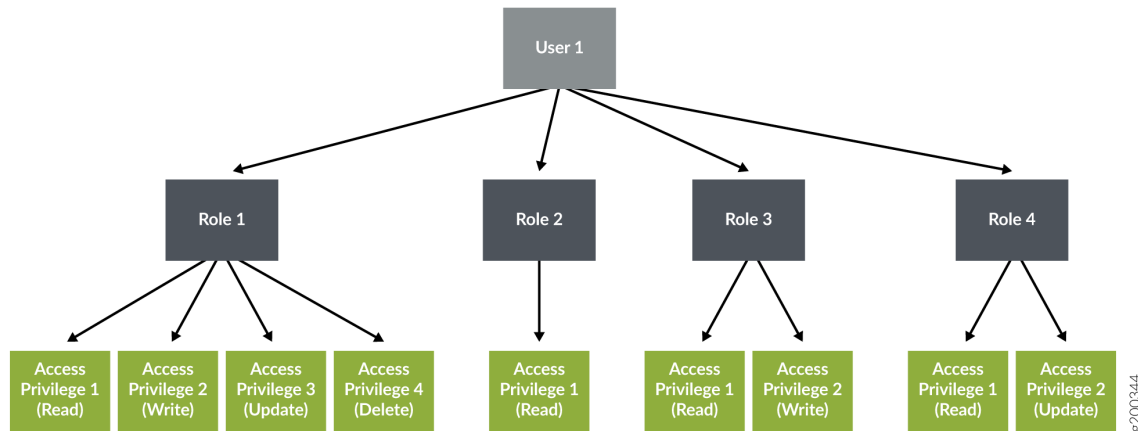 User 1
Role 1
Role 2
Role 3
Role 4
Access
Privilege 1
(Read)
Access
Privilege 2
(Write)
Access
Privilege 3
(Update)
Access
Privilege 4
(Delete)
Access
Privilege 1
(Read)
Access
Privilege 1
(Read)
Access
Privilege 2
(Write)
Access
Privilege 1
(Read)
Access
Privilege 2
(Update)
g200344